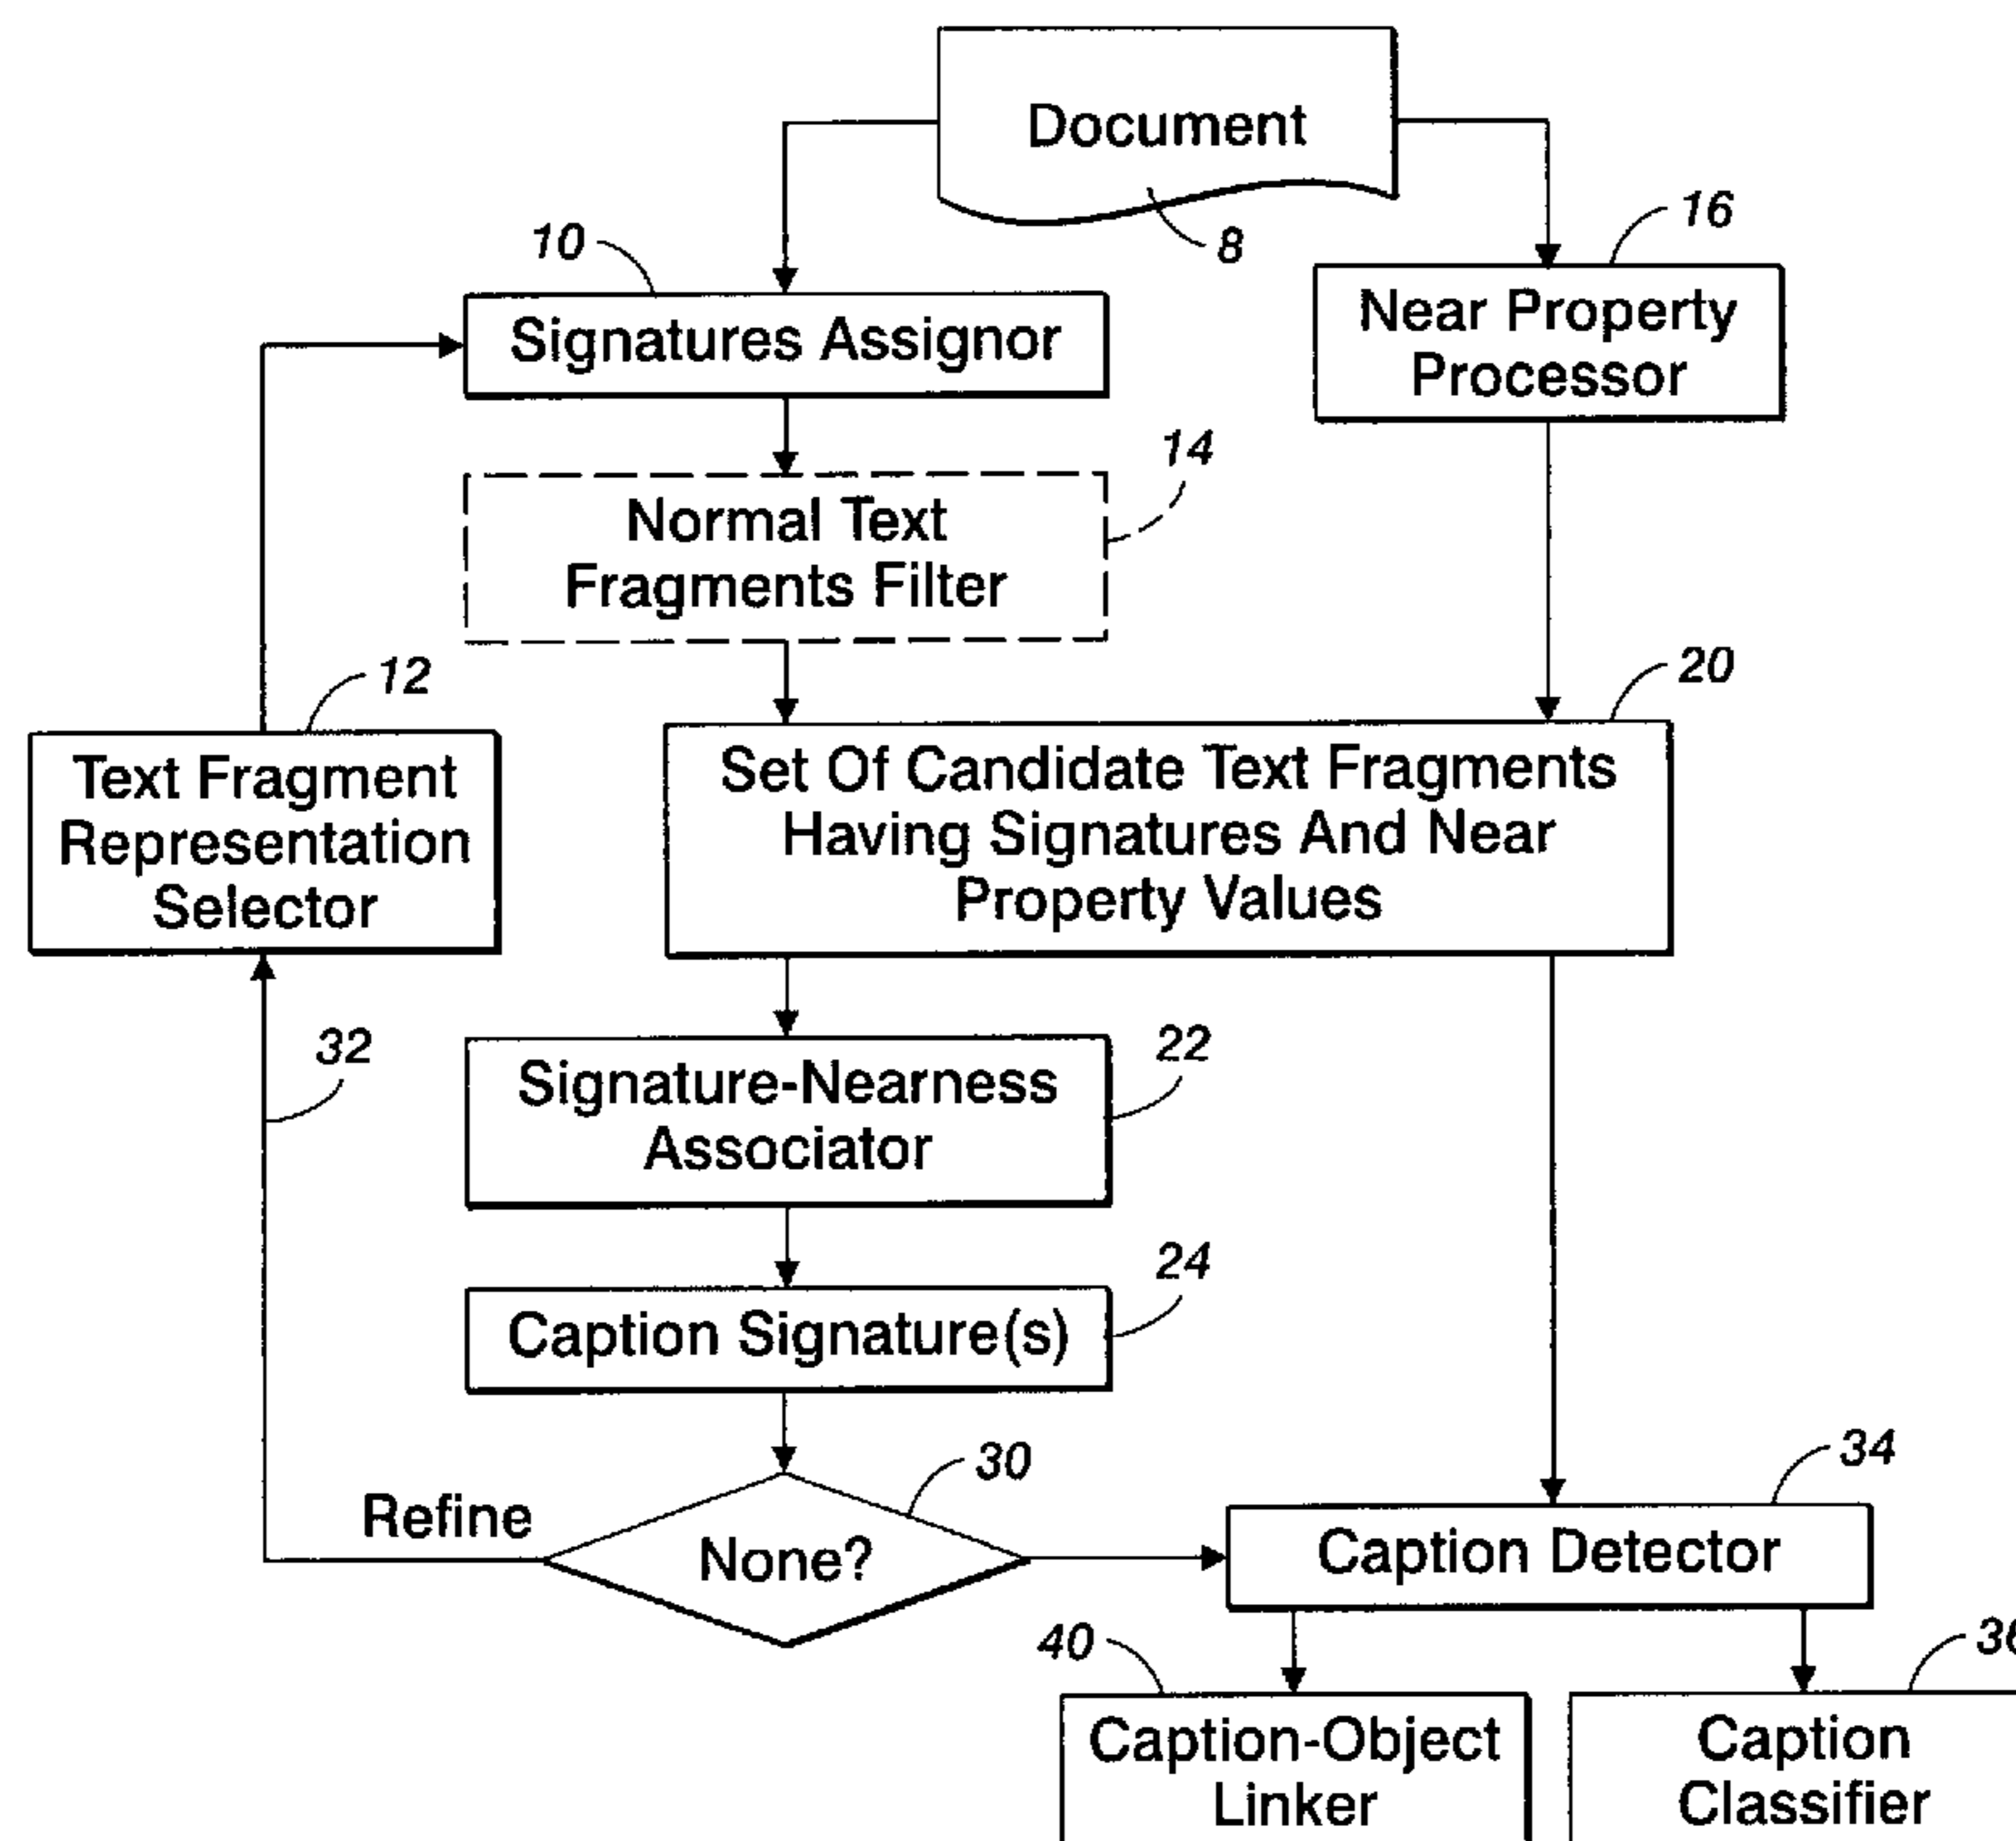 Document
8
10
16
Signatures Assignor
Near Property
Processor
14
Normal Text
Fragments Filter
12
20
Text Fragment
Representation
Selector
Set Of Candidate Text Fragments
Having Signatures And Near
Property Values
32
22
Signature-Nearness
Associator
24
Caption Signature(s)
30
34
Refine
None?
Caption Detector
40
Caption-Object
Linker
Caption
Classifier